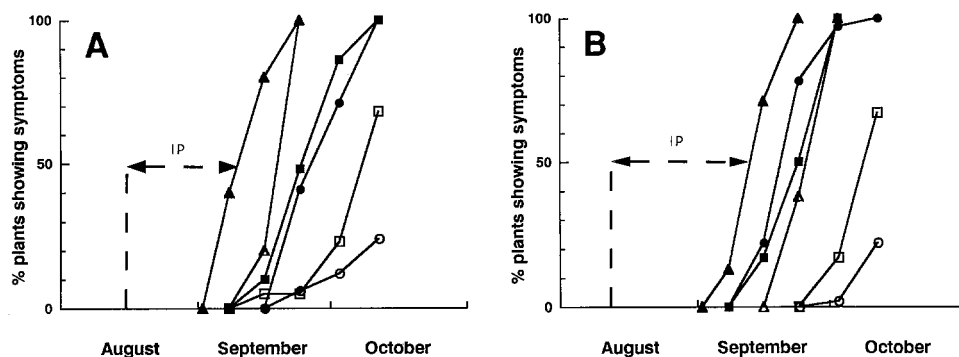 A
% plants showing symptoms
100
50
0
IP
August September October
B
% plants showing symptoms
100
50
0
IP
August September October